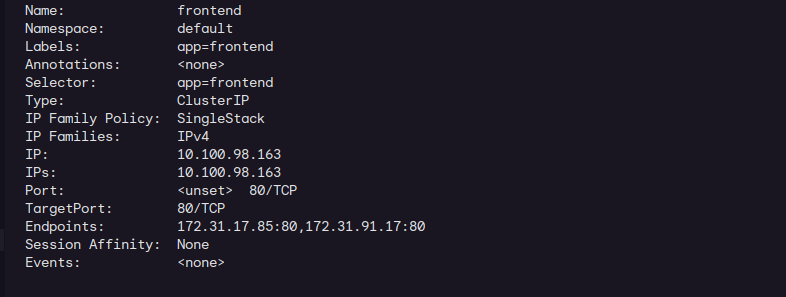 Name: frontend
Namespace: default
Labels: app=frontend
Annotations: <none>
Selector: app=frontend
Type: ClusterIP
IP Family Policy: SingleStack
IP Families: IPv4
IP: 10.100.98.163
IPs: 10.100.98.163
Port: <unset> 80/TCP
TargetPort: 80/TCP
Endpoints: 172.31.17.85:80,172.31.91.17:80
Session Affinity: None
Events: <none>